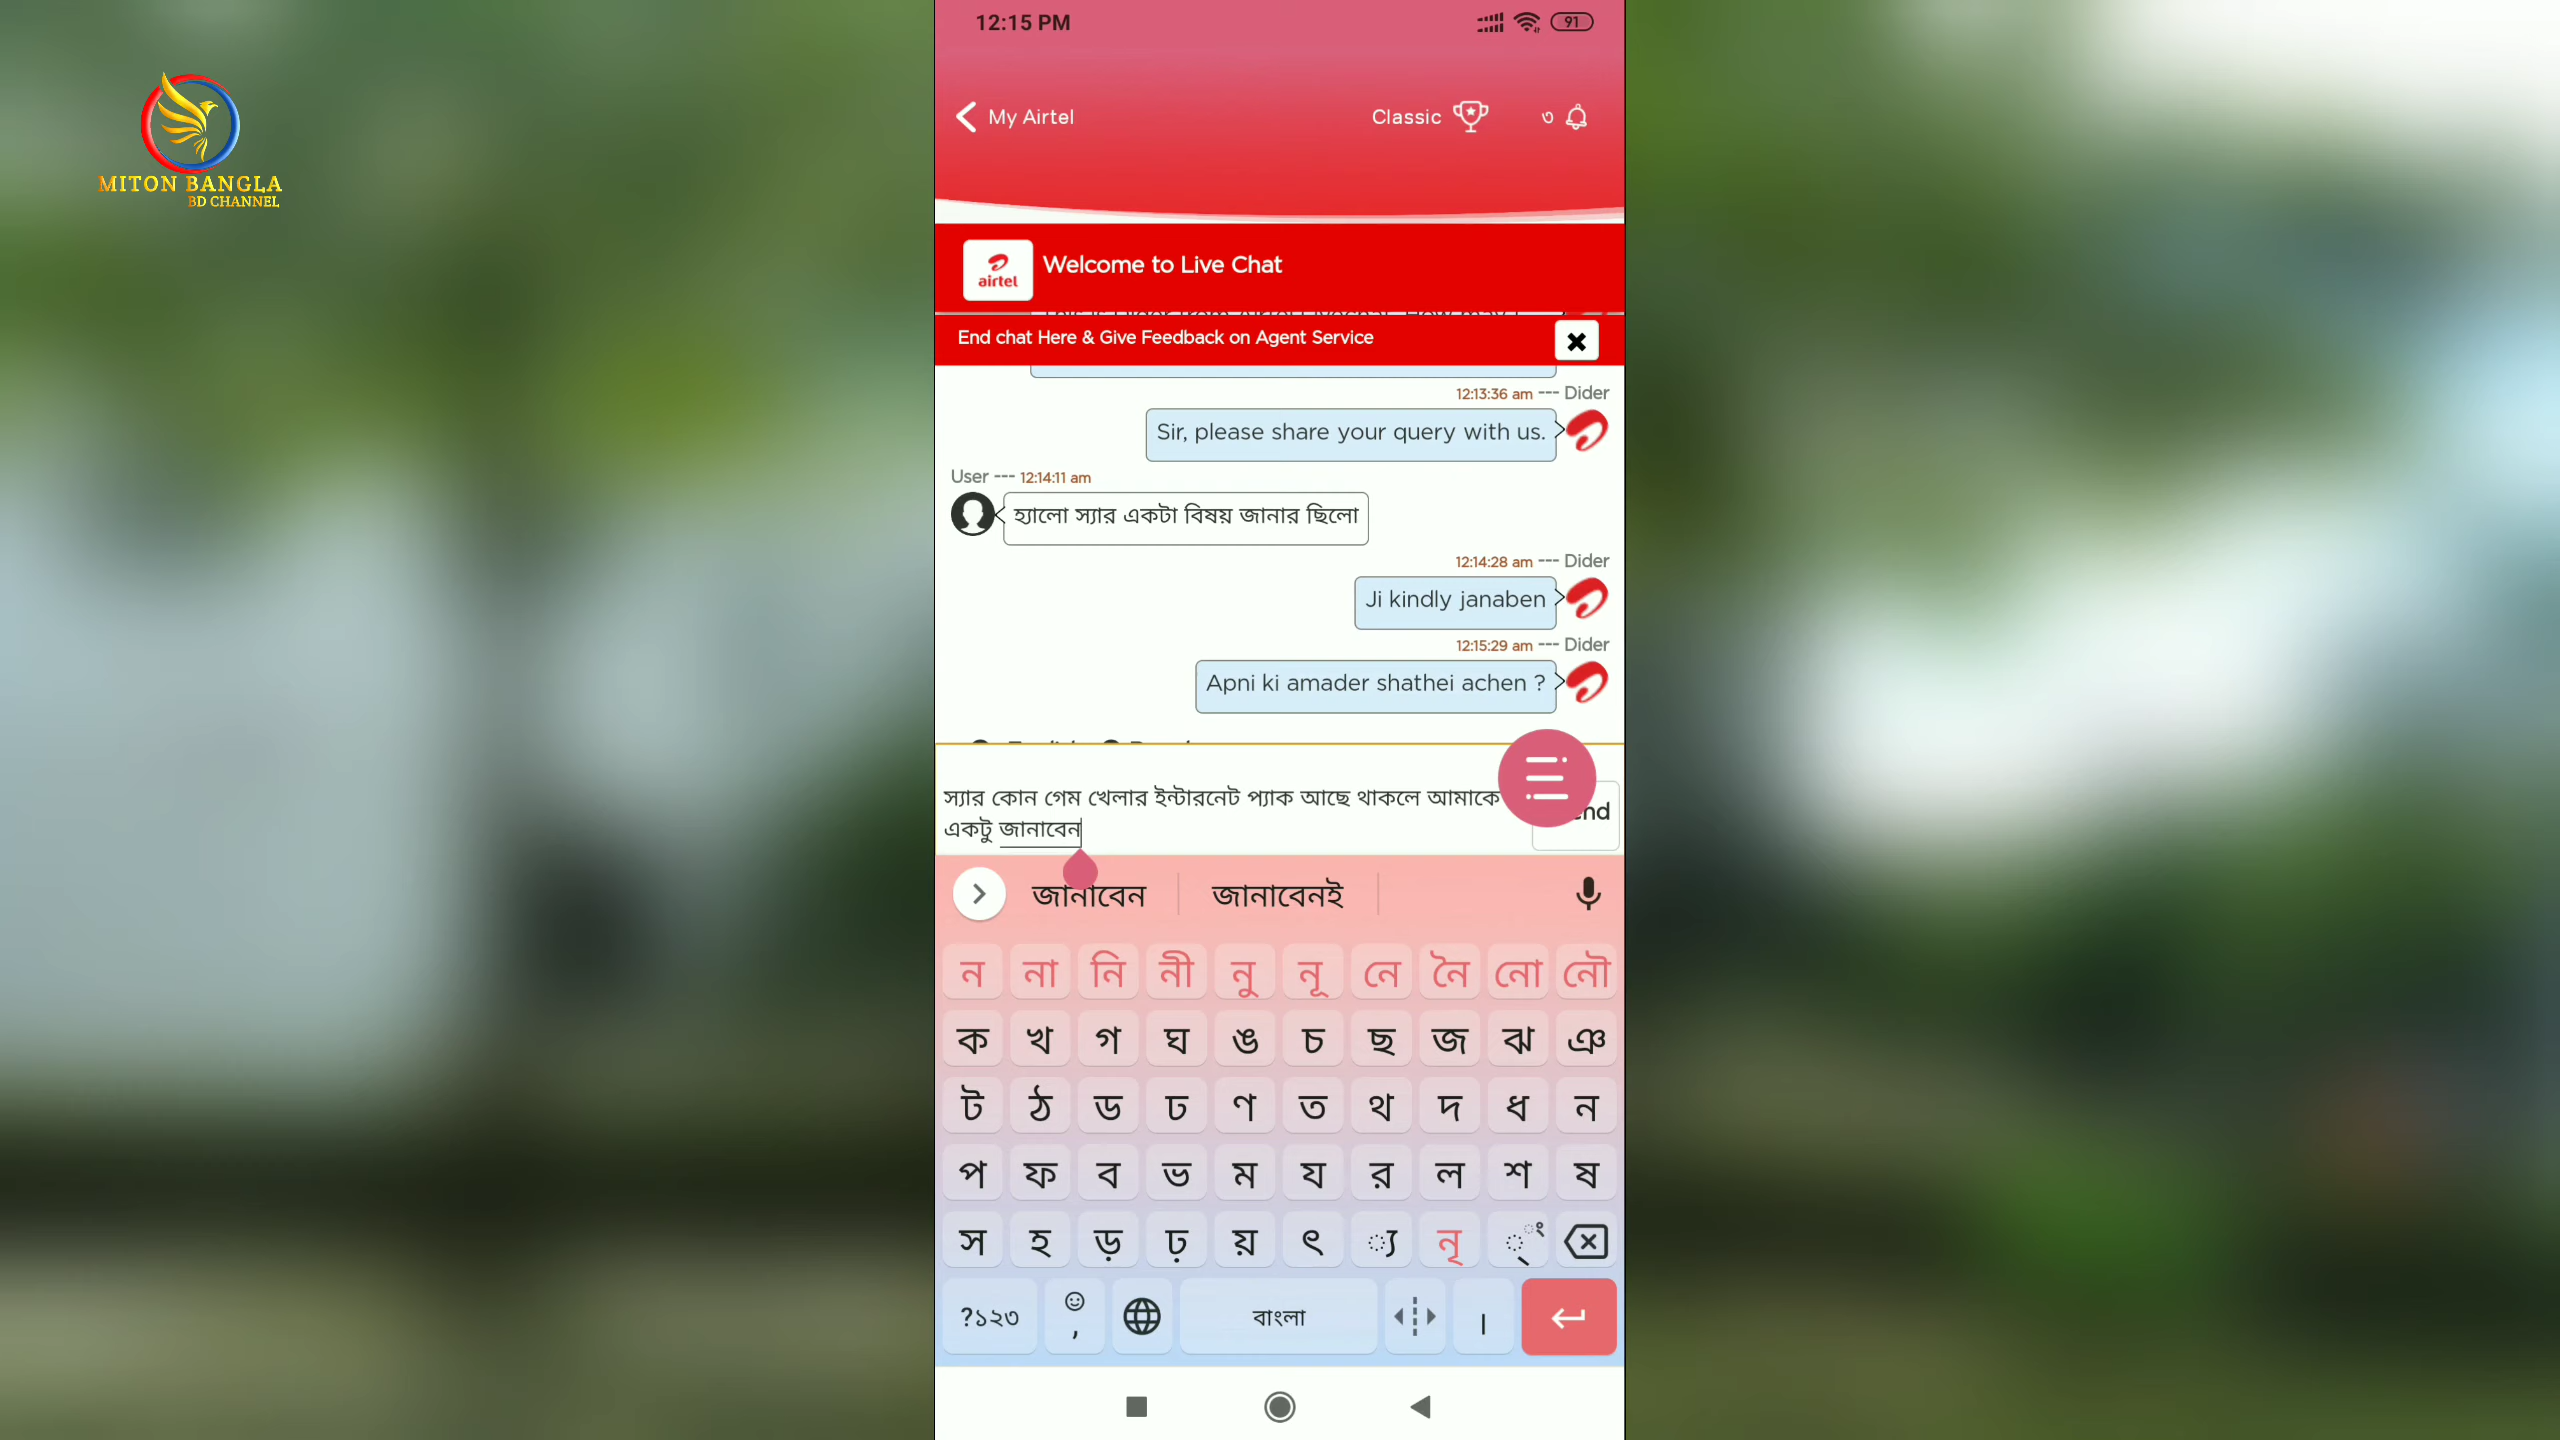 12:15 PM
91
MITON BANGLA
BD CHANNEL
My Airtel
Classic
৩
airtel
Welcome to Live Chat
End chat Here & Give Feedback on Agent Service
12:13:36 am --- Dider
Sir, please share your query with us.
User --- 12:14:11 am
হ্যালো স্যার একটা বিষয় জানার ছিলো
12:14:28 am --- Dider
Ji kindly janaben
12:15:29 am --- Dider
Apni ki amader shathei achen ?
স্যার কোন গেম খেলার ইন্টারনেট প্যাক আছে থাকলে আমাকে
একটু জানাবেন
জানাবেন
জানাবেনই
ন না নি নী নু নূ নে নৈ নো নৌ
ক খ গ ঘ ঙ চ ছ জ ঝ ঞ
ট ঠ ড ঢ ণ ত থ দ ধ ন
প ফ ব ভ ম য র ল শ ষ
স হ ড় ঢ় য় ৎ ্য নৃ
?১২৩ , বাংলা ।